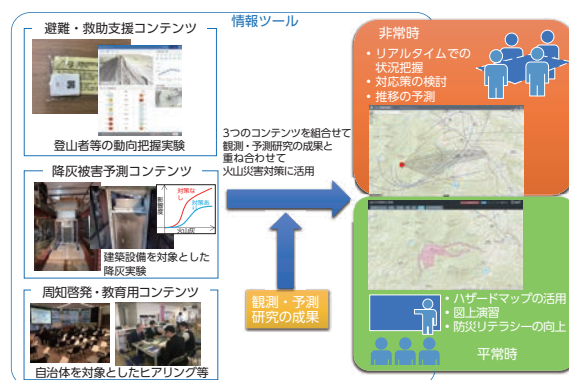 情報ツール
避難・救助支援コンテンツ
登山者等の動向把握実験
降灰被害予測コンテンツ
影響度
対策なし
対策あ
火山灰
建築設備を対象とした
降灰実験
周知啓発・教育用コンテンツ
自治体を対象としたヒアリング等
3つのコンテンツを組合せて
観測・予測研究の成果と
重ね合わせて
火山災害対策に活用
観測・予測
研究の成果
非常時
・リアルタイムでの
状況把握
・対応策の検討
・推移の予測
・ハザードマップの活用
・図上演習
・防災リテラシーの向上
平常時